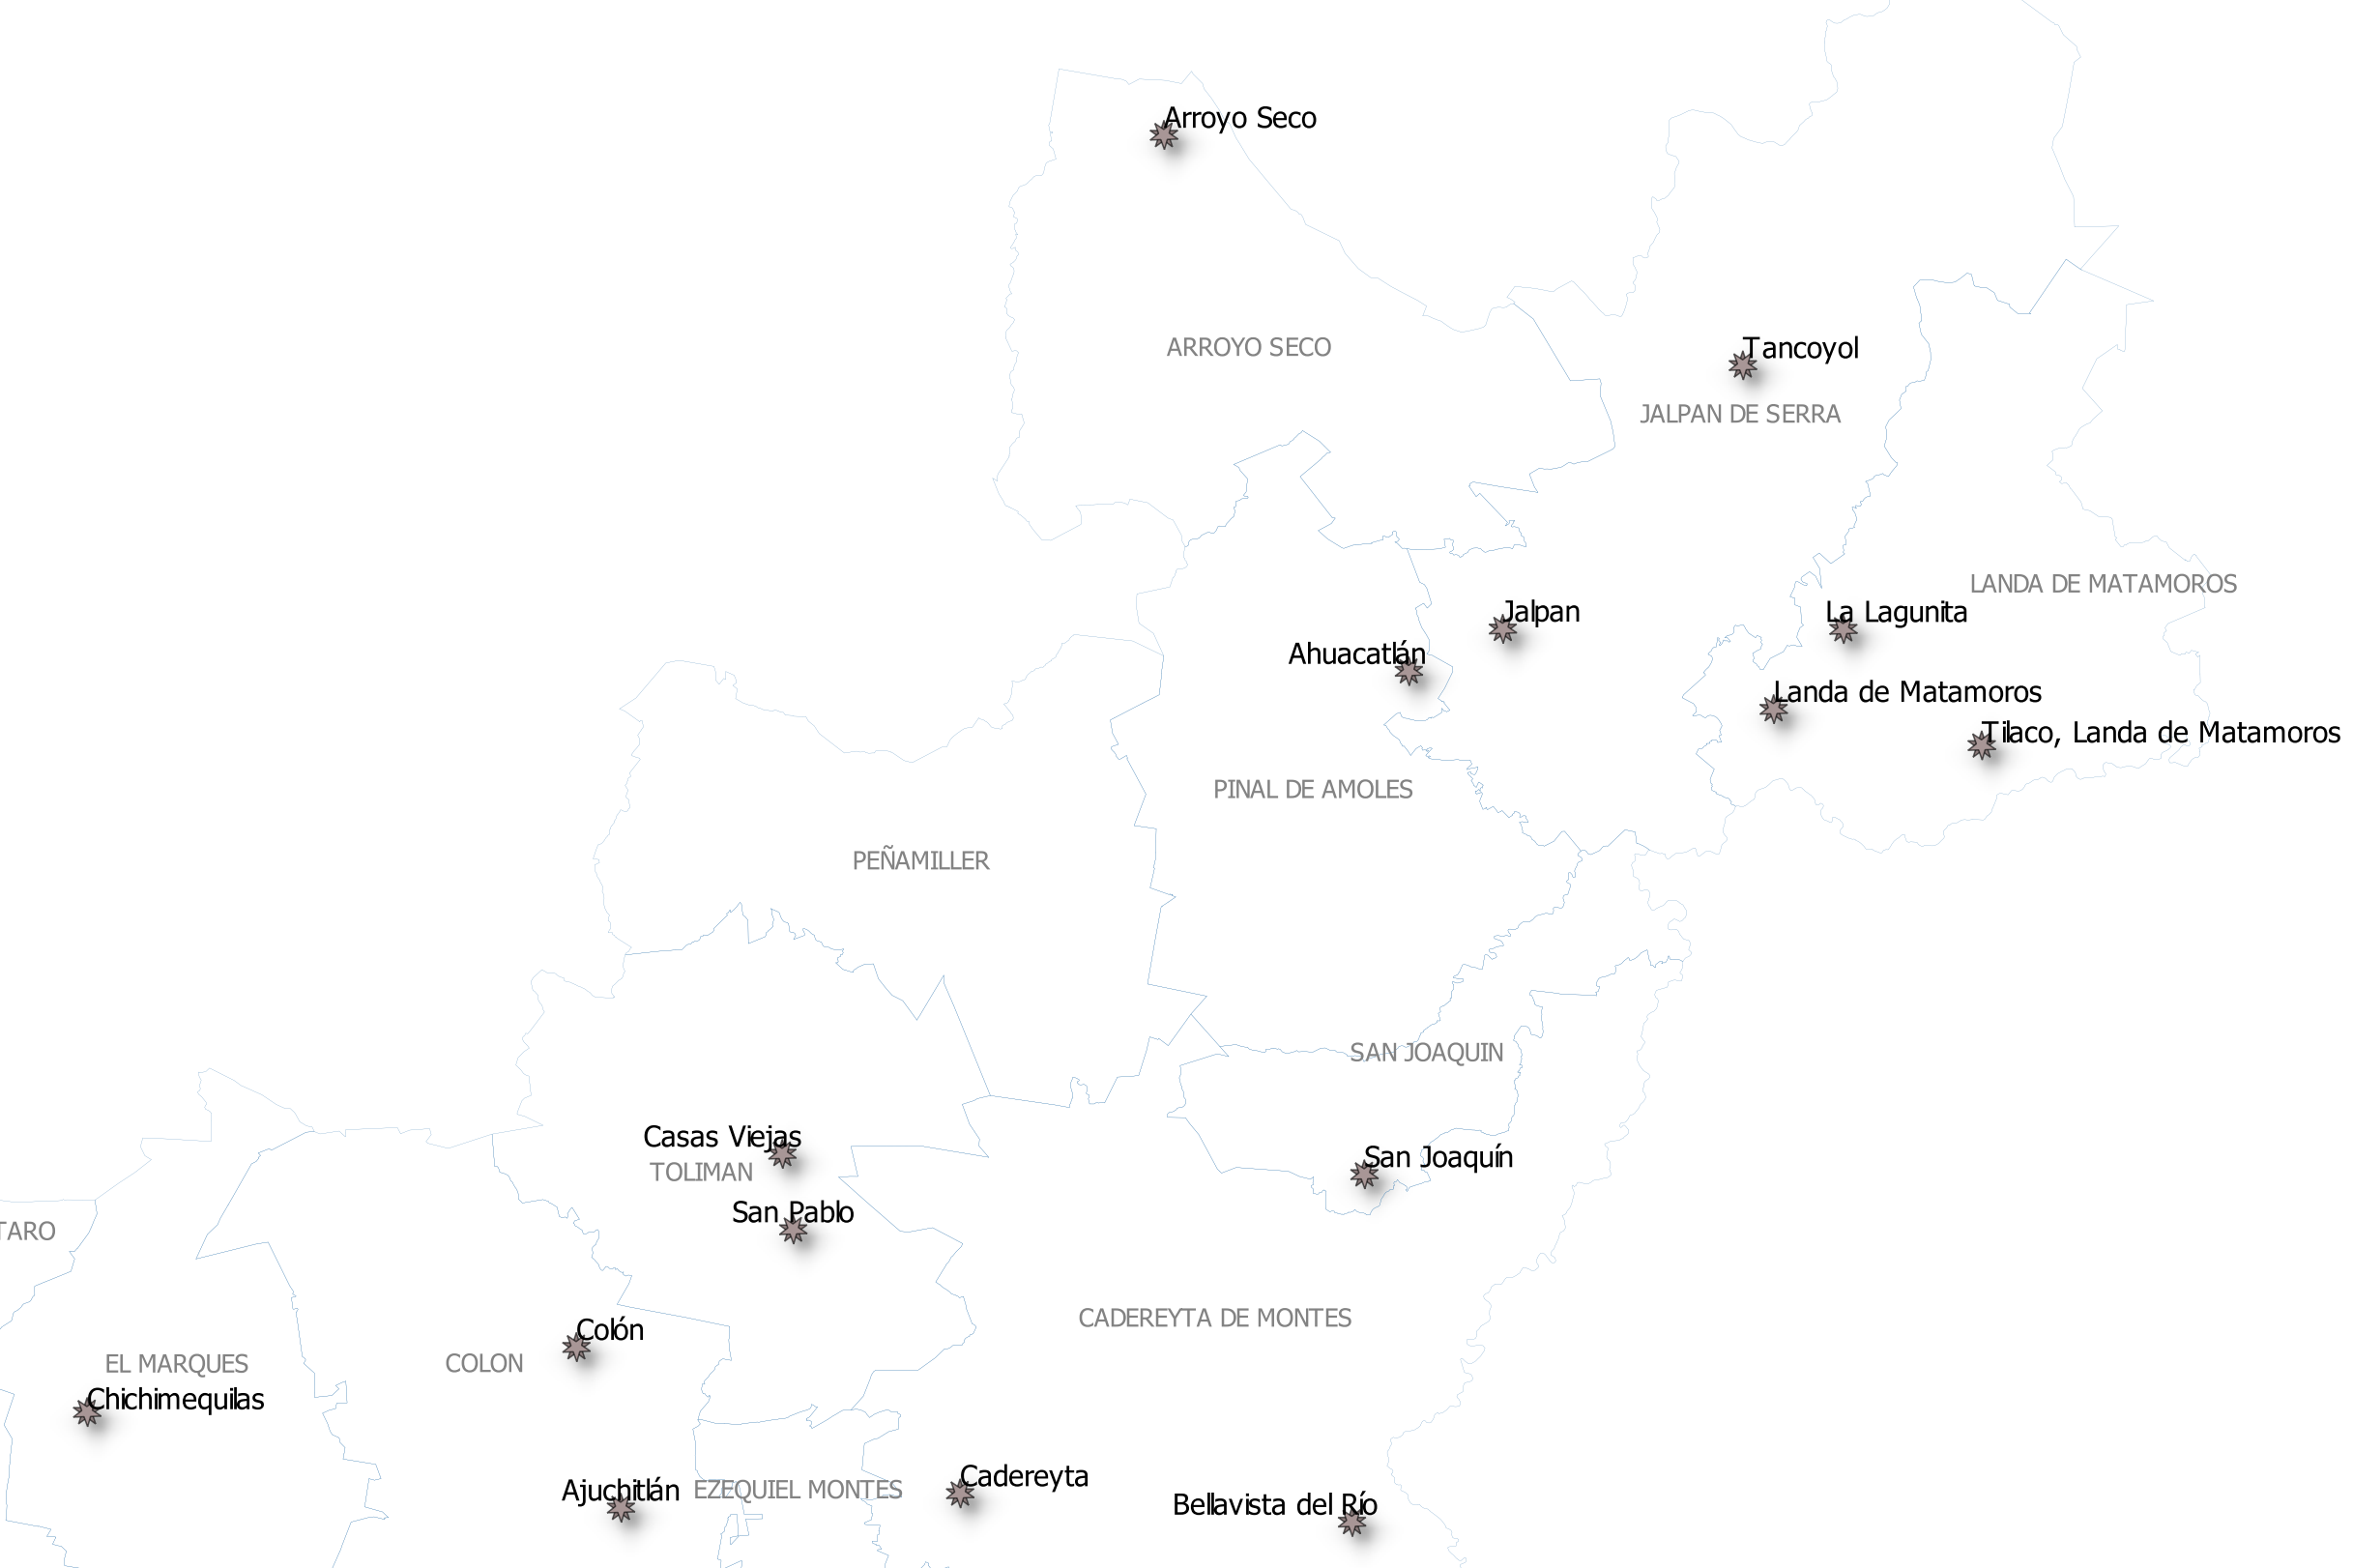 Arroyo Seco
ARROYO SECO
Tancoyol
JALPAN DE SERRA
LANDA DE MATAMOROS
Jalpan
La Lagunita
Ahuacatlán
Landa de Matamoros
Tilaco, Landa de Matamoros
PINAL DE AMOLES
PEÑAMILLER
SAN JOAQUIN
Casas Viejas
San Joaquín
TOLIMAN
San Pablo
TARO
CADEREYTA DE MONTES
Colón
EL MARQUES
COLON
Chichimequilas
Cadereyta
Ajuchitlán
EZEQUIEL MONTES
Bellavista del Río